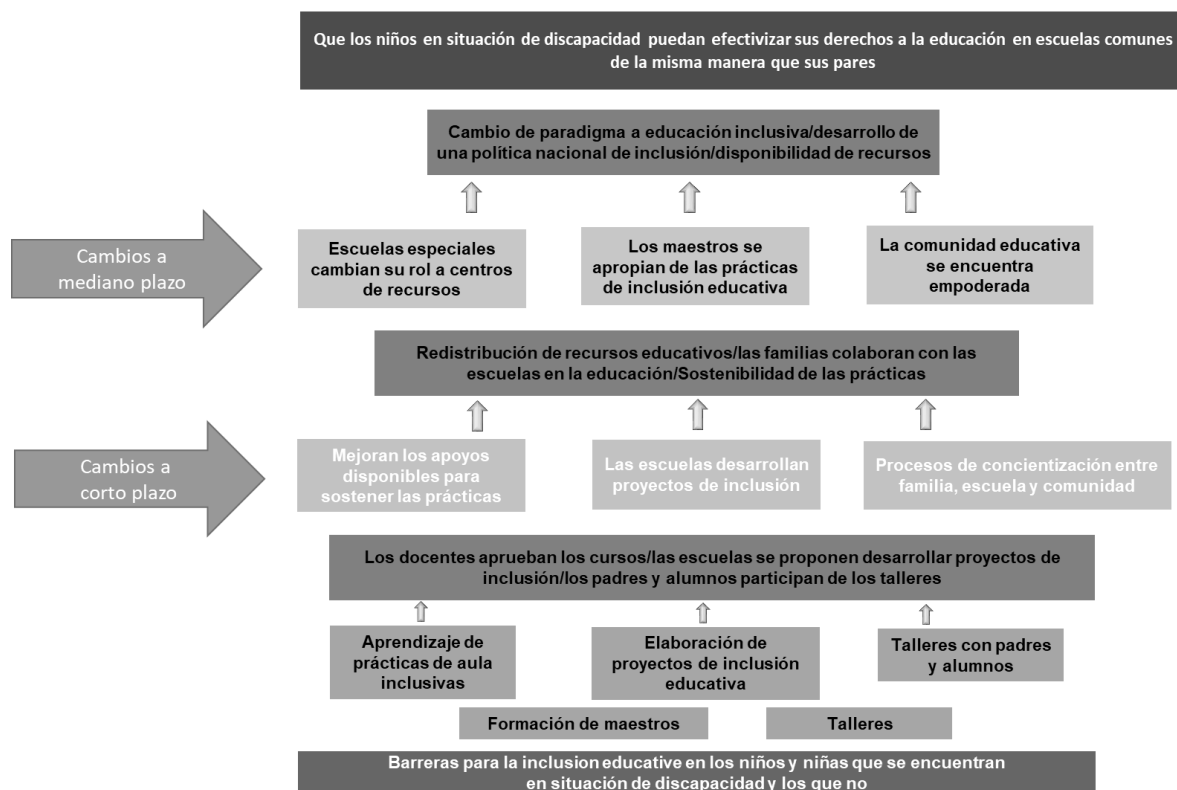 Que los niños en situación de discapacidad puedan efectivizar sus derechos a la educación en escuelas comunes
de la misma manera que sus pares
Cambio de paradigma a educación inclusiva/desarrollo de
una política nacional de inclusión/disponibilidad de recursos
Cambios a
mediano plazo
Escuelas especiales
cambian su rol a centros
de recursos
Los maestros se
apropian de las prácticas
de inclusión educativa
La comunidad educativa
se encuentra
empoderada
Redistribución de recursos educativos/las familias colaboran con las
escuelas en la educación/Sostenibilidad de las prácticas
Cambios a
corto plazo
Mejoran los apoyos
disponibles para
sostener las prácticas
Las escuelas desarrollan
proyectos de inclusión
Procesos de concientización entre
familia, escuela y comunidad
Los docentes aprueban los cursos/las escuelas se proponen desarrollar proyectos de
inclusión/los padres y alumnos participan de los talleres
Aprendizaje de
prácticas de aula
inclusivas
Elaboración de
proyectos de inclusión
educativa
Talleres con padres
y alumnos
Formación de maestros
Talleres
Barreras para la inclusion educative en los niños y niñas que se encuentran
en situación de discapacidad y los que no